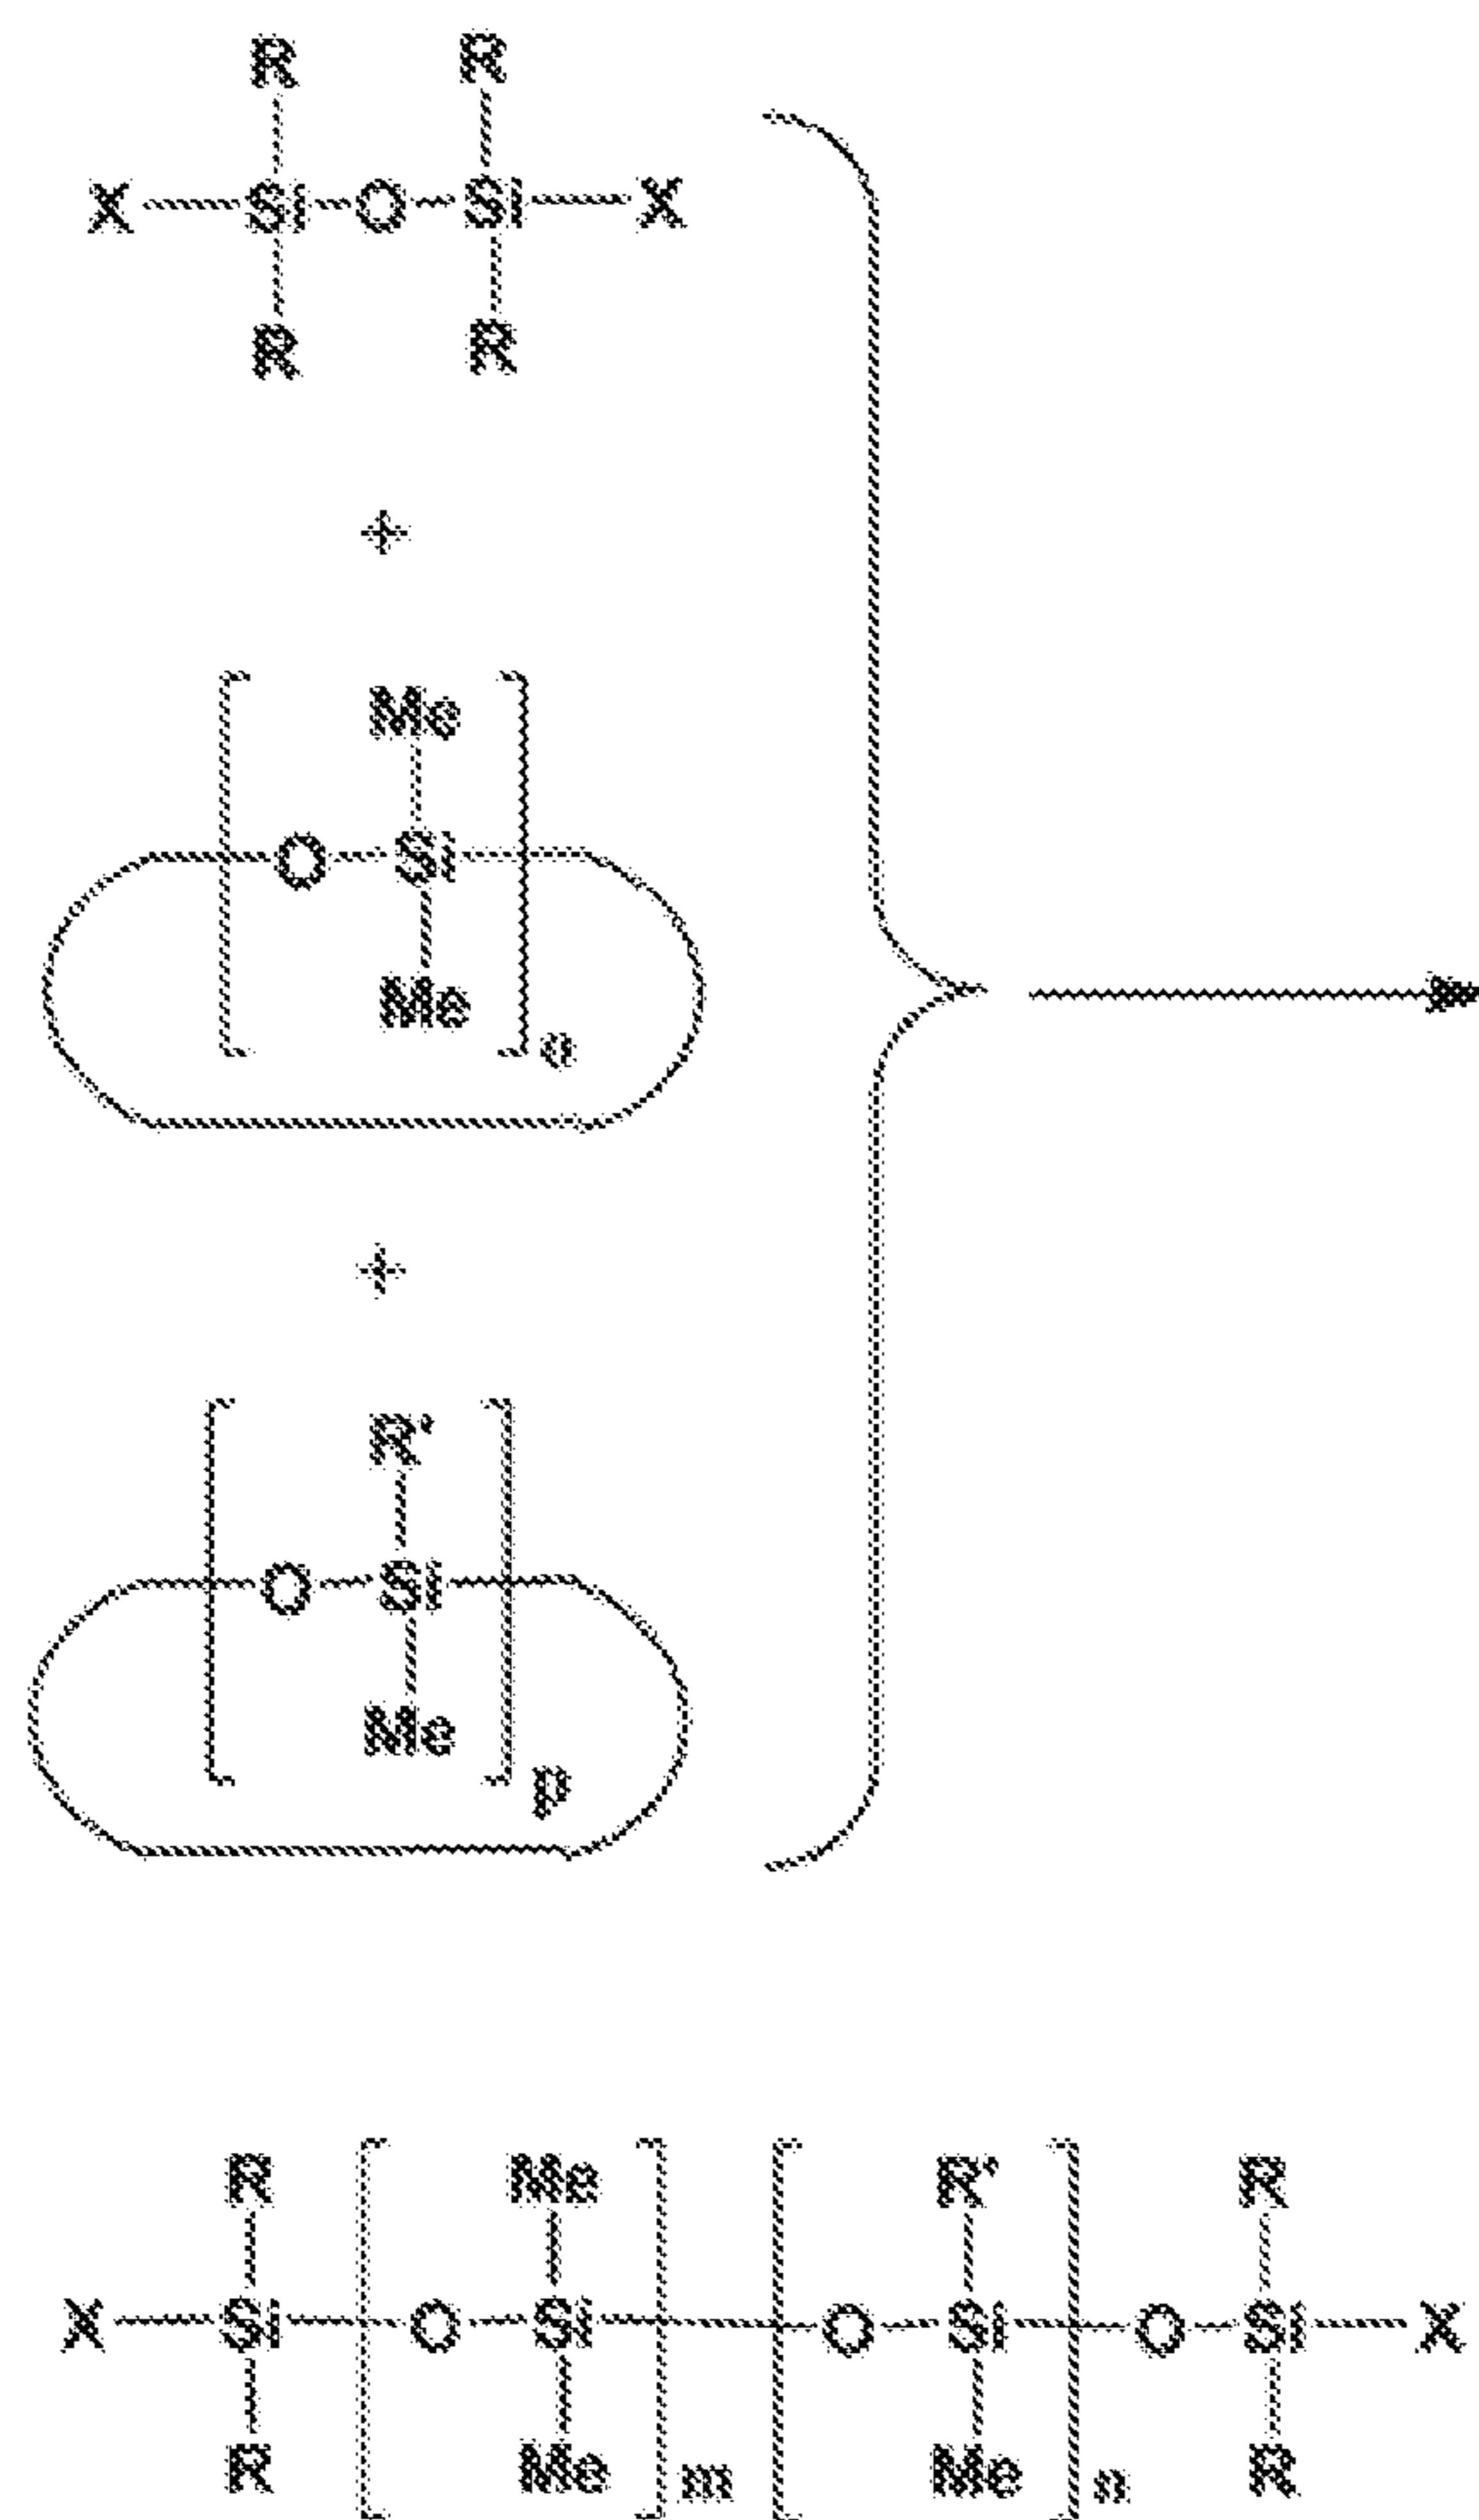 R R
X Si O Si X
R R
+
Me
O Si
Me
o
+
R'
O Si
Me
p
R Me R' R
X Si O Si O Si O Si X
R Me m Me n R